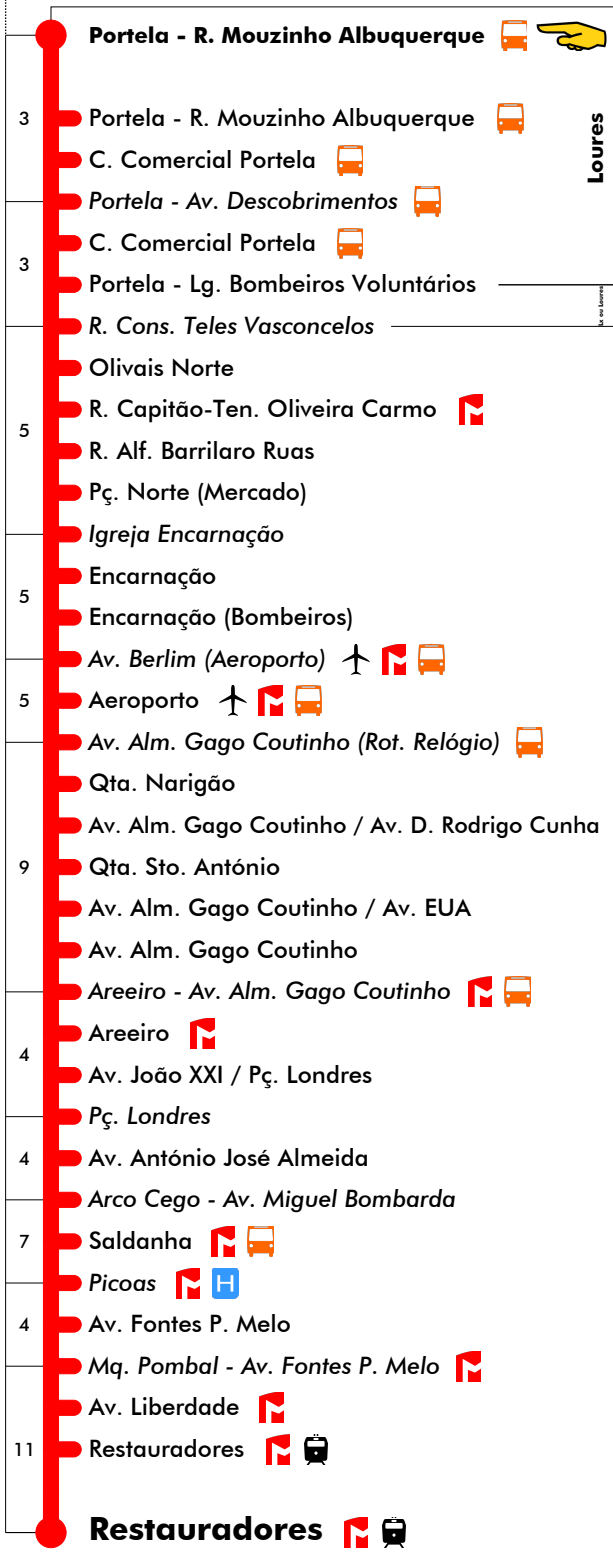 Portela - R. Mouzinho Albuquerque
Loures
3
Portela - R. Mouzinho Albuquerque
C. Comercial Portela
Portela - Av. Descobrimentos
3
C. Comercial Portela
Portela - Lg. Bombeiros Voluntários
Lx ou Loures
R. Cons. Teles Vasconcelos
Olivais Norte
R. Capitão-Ten. Oliveira Carmo
5
R. Alf. Barrilaro Ruas
Pç. Norte (Mercado)
Igreja Encarnação
Encarnação
5
Encarnação (Bombeiros)
Av. Berlim (Aeroporto)
5
Aeroporto
Av. Alm. Gago Coutinho (Rot. Relógio)
Qta. Narigão
Av. Alm. Gago Coutinho / Av. D. Rodrigo Cunha
9
Qta. Sto. António
Av. Alm. Gago Coutinho / Av. EUA
Av. Alm. Gago Coutinho
Areeiro - Av. Alm. Gago Coutinho
Areeiro
4
Av. João XXI / Pç. Londres
Pç. Londres
4
Av. António José Almeida
Arco Cego - Av. Miguel Bombarda
7
Saldanha
Picoas
H
4
Av. Fontes P. Melo
Mq. Pombal - Av. Fontes P. Melo
Av. Liberdade
11
Restauradores
Restauradores